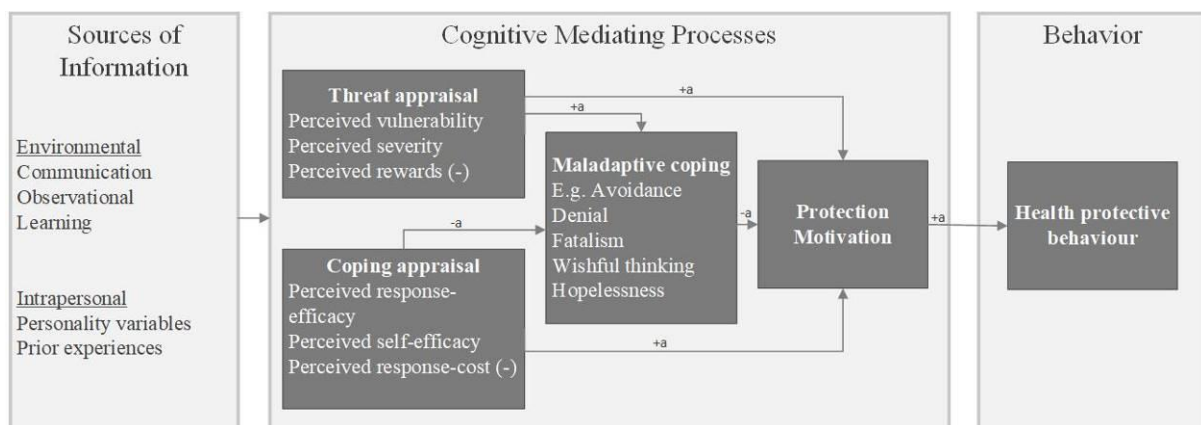 Sources of
Information
Environmental
Communication
Observational
Learning
Intrapersonal
Personality variables
Prior experiences
Cognitive Mediating Processes
Threat appraisal
Perceived vulnerability
Perceived severity
Perceived rewards (-)
+a
+a
Coping appraisal
Perceived response-
efficacy
Perceived self-efficacy
Perceived response-cost (-)
-a
+a
Maladaptive coping
E.g. Avoidance
Denial
Fatalism
Wishful thinking
Hopelessness
-a
Protection
Motivation
+a
Behavior
Health protective
behaviour